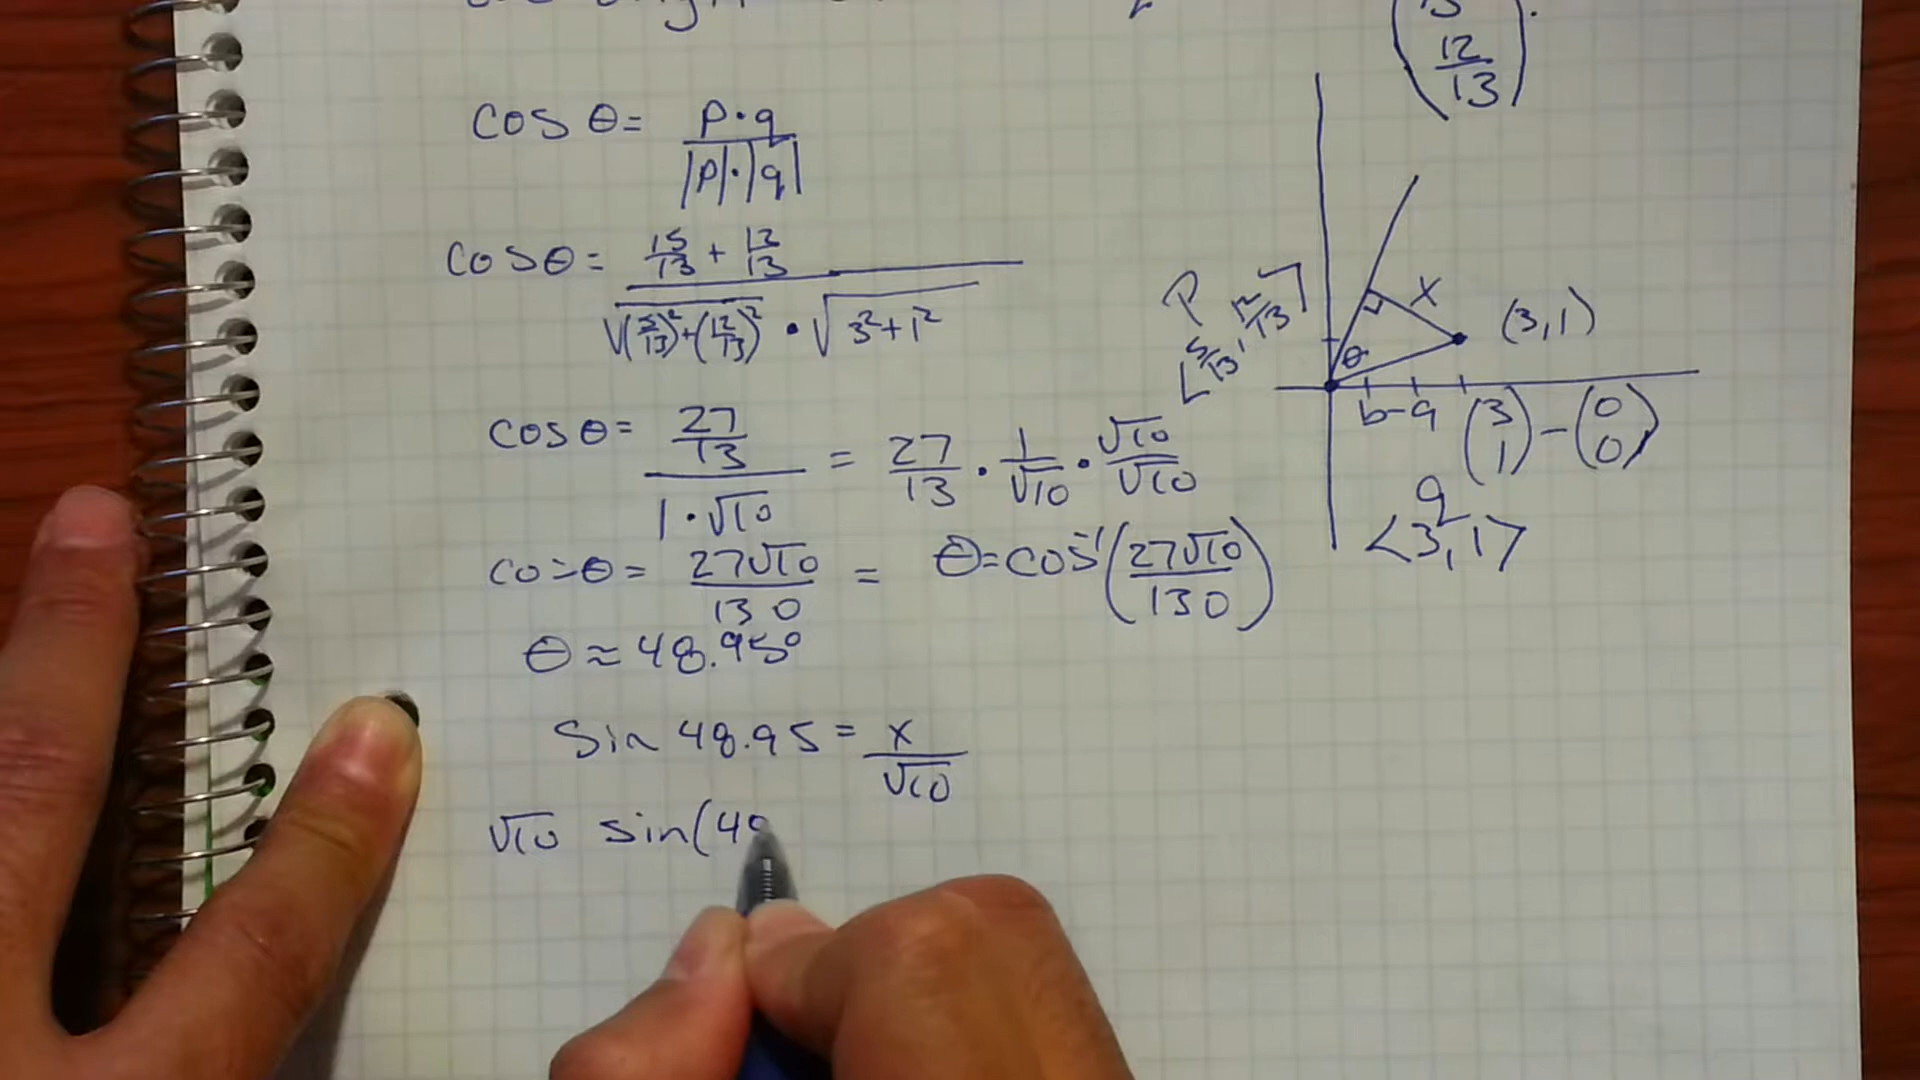 13
12/13
cos θ = p·q / |p|·|q|
cos θ = 15/13 + 12/13 / √(5/13)²+(12/13)² · √3²+1²
cos θ = 27/13 / 1·√10 = 27/13 · 1/√10 · √10/√10
cos θ = 27√10 / 130 = θ = cos⁻¹(27√10 / 130)
θ ≈ 48.95°
sin 48.95 = x / √10
√10 sin(48
P
[5/13, 12/13]
x
(3,1)
θ
b-a (3 1) - (0 0)
q
<3,1>